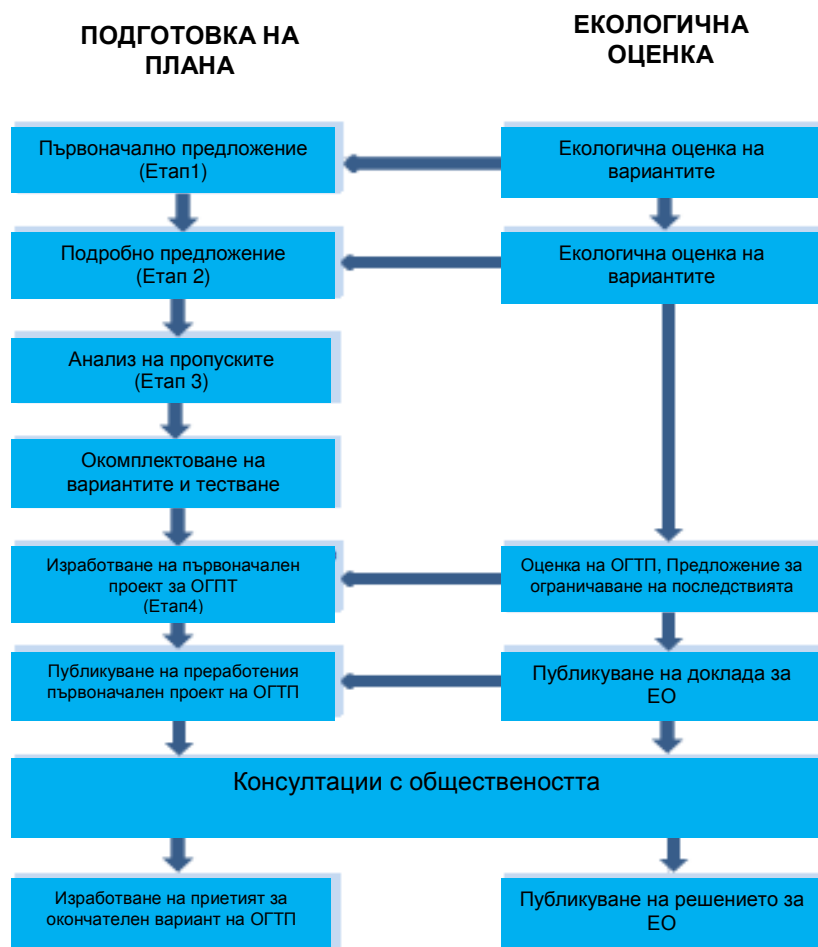 ПОДГОТОВКА НА
ПЛАНА
ЕКОЛОГИЧНА
ОЦЕНКА
Първоначално предложение
(Етап1)
Екологична оценка на
вариантите
Подробно предложение
(Етап 2)
Екологична оценка на
вариантите
Анализ на пропуските
(Етап 3)
Окомплектоване на
вариантите и тестване
Изработване на първоначален
проект за ОГПТ
(Етап4)
Оценка на ОГТП, Предложение за
ограничаване на последствията
Публикуване на преработения
първоначален проект на ОГТП
Публикуване на доклада за
ЕО
Консултации с обществеността
Изработване на приетият за
окончателен вариант на ОГТП
Публикуване на решението за
ЕО